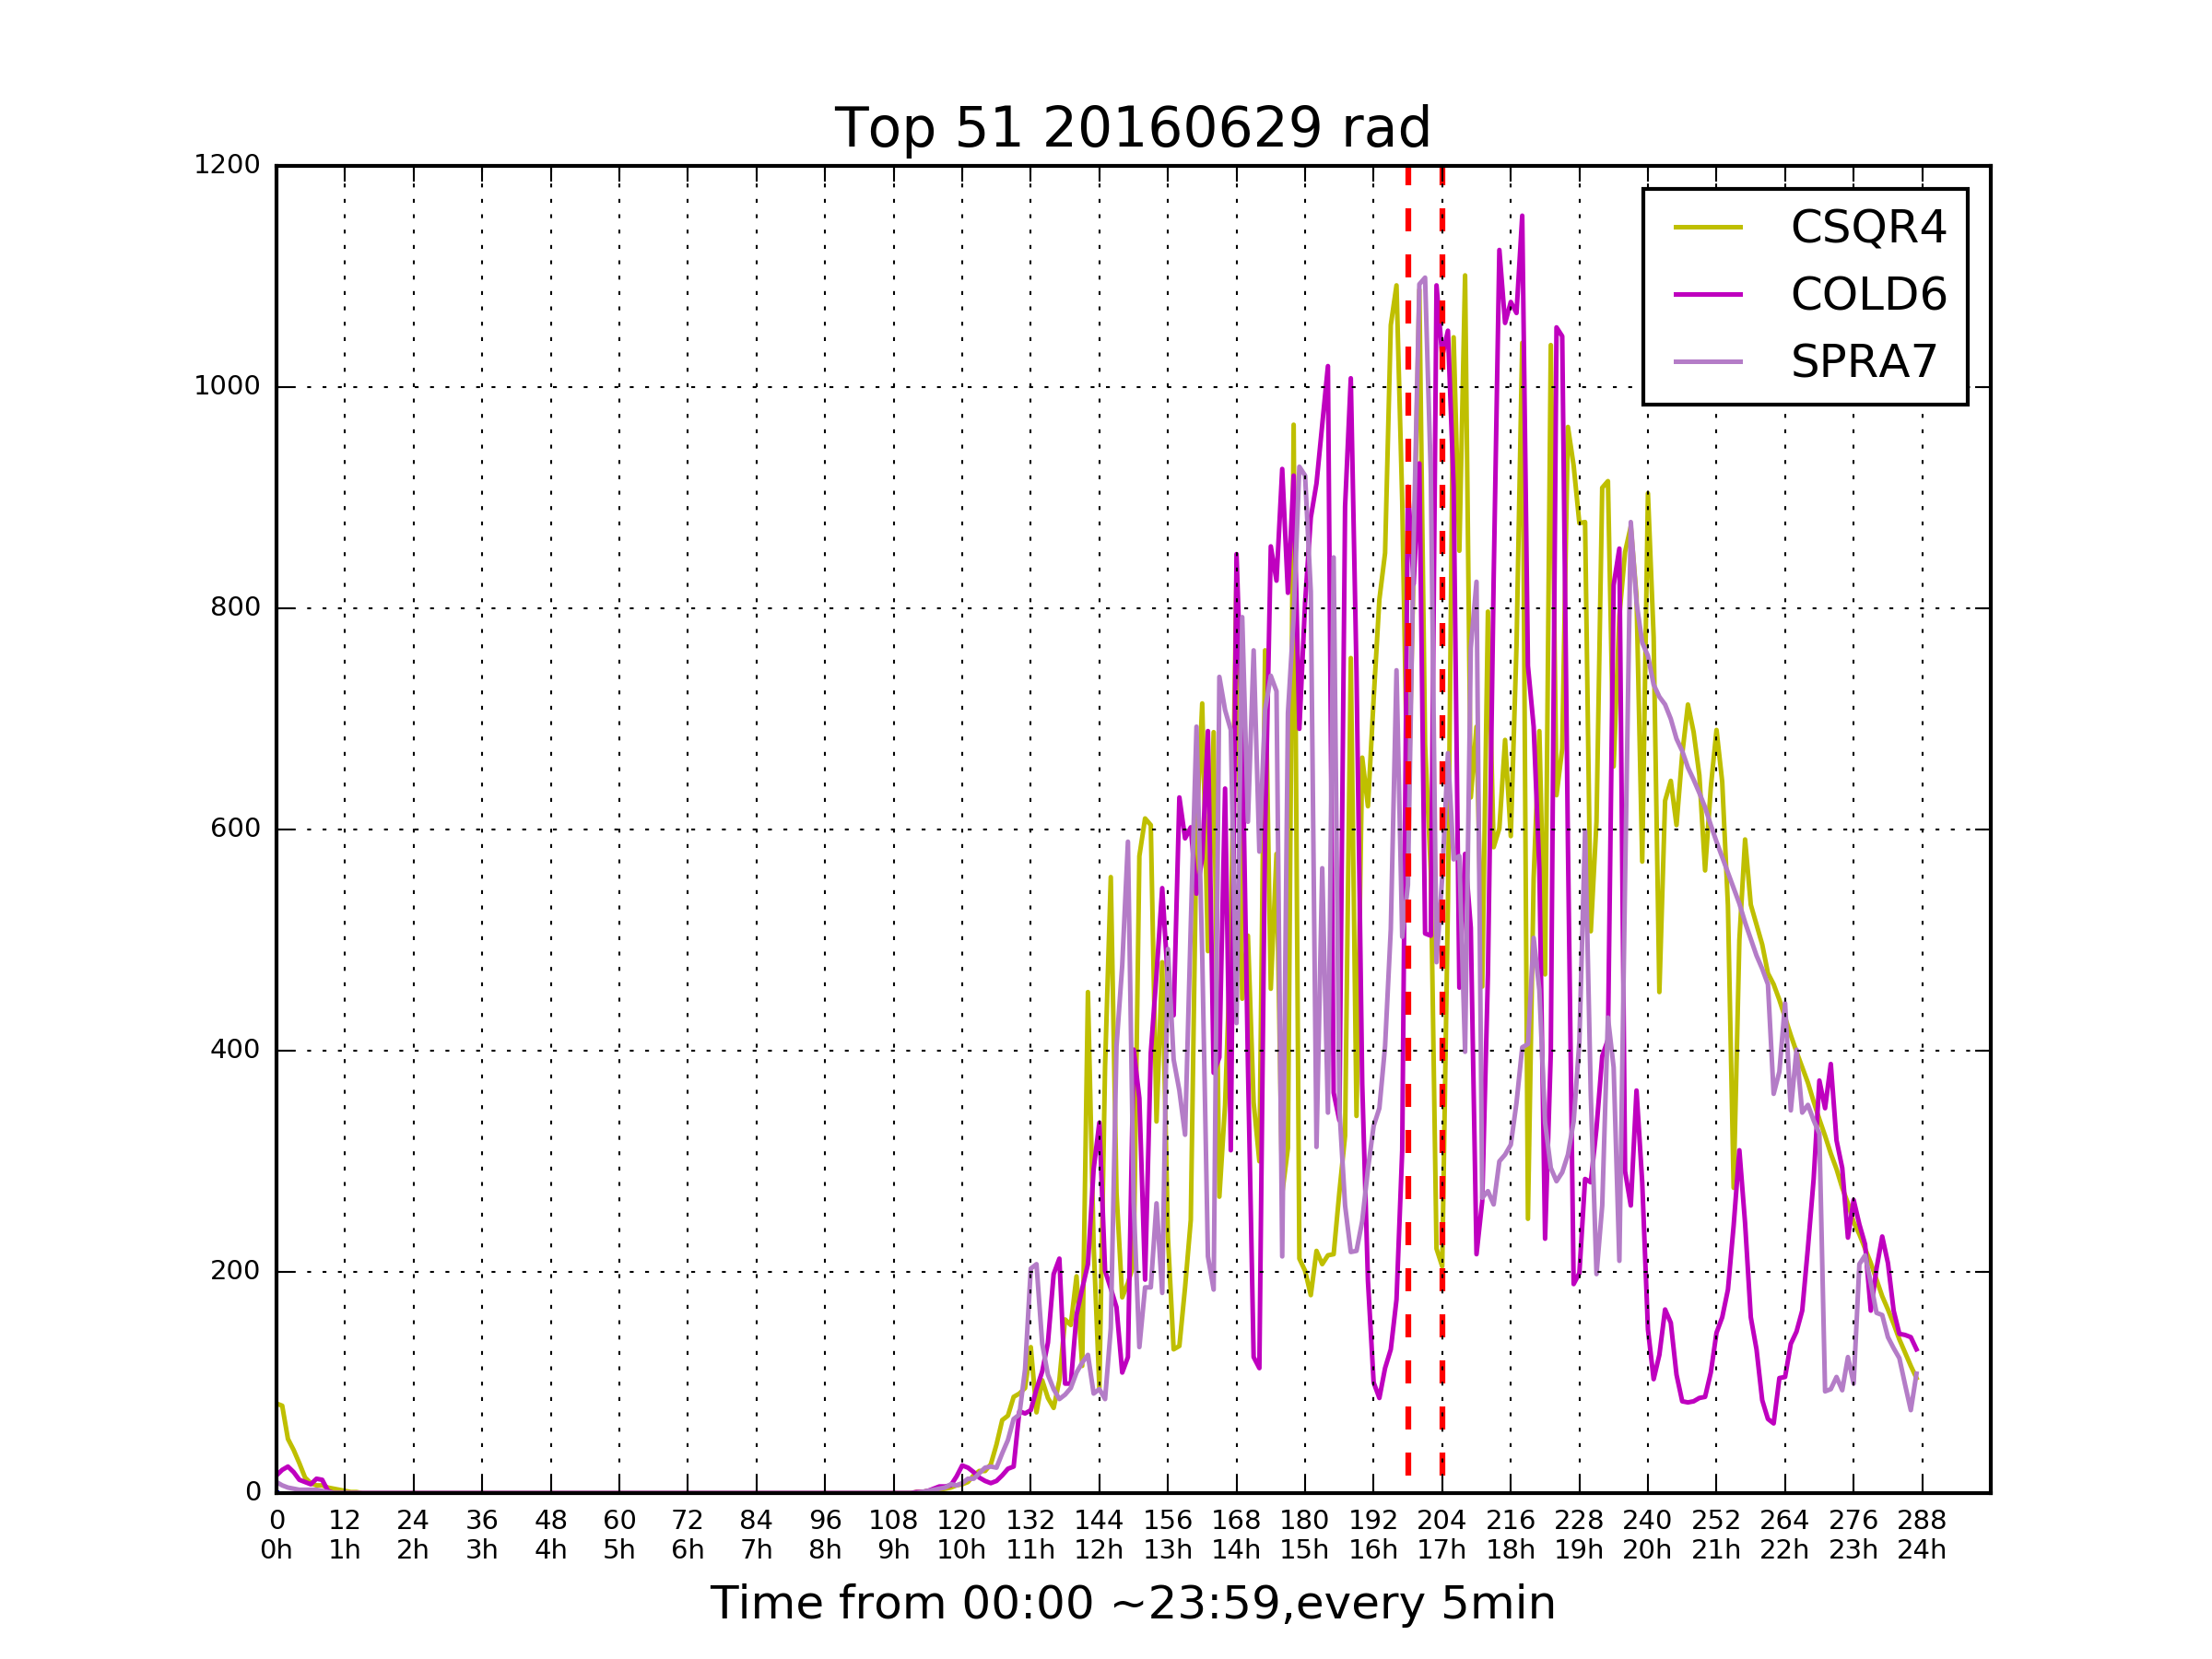 Top 51 20160629 rad
1200
1000
800
600
400
200
0
CSQR4
COLD6
SPRA7
0 12 24 36 48 60 72 84 96 108 120 132 144 156 168 180 192 204 216 228 240 252 264 276 288
0h 1h 2h 3h 4h 5h 6h 7h 8h 9h 10h 11h 12h 13h 14h 15h 16h 17h 18h 19h 20h 21h 22h 23h 24h
Time from 00:00 ~23:59,every 5min